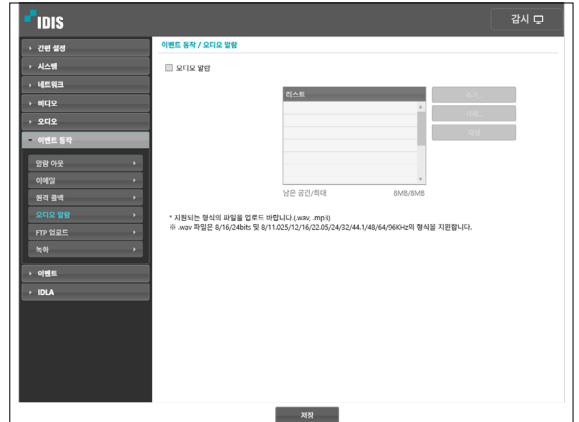 IDIS
감시
간편 설정
시스템
네트워크
비디오
오디오
이벤트 동작
알람 아웃
이메일
원격 콜백
오디오 알람
FTP 업로드
녹화
이벤트
IDLA
이벤트 동작 / 오디오 알람
오디오 알람
리스트
추가...
삭제...
재생
남은 공간/최대 8MB/8MB
* 지원되는 형식의 파일을 업로드 바랍니다.(.wav, .mp3)
※ .wav 파일은 8/16/24bits 및 8/11.025/12/16/22.05/24/32/44.1/48/64/96KHz의 형식을 지원합니다.
저장